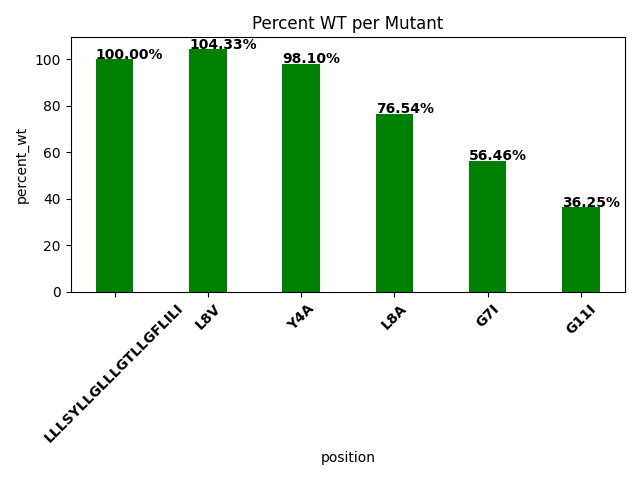 Percent WT per Mutant
percent_wt
100
80
60
40
20
0
100.00%
104.33%
98.10%
76.54%
56.46%
36.25%
LLLSYLLGLLLGTLLGFLILI
L8V
Y4A
L8A
G7I
G11I
position